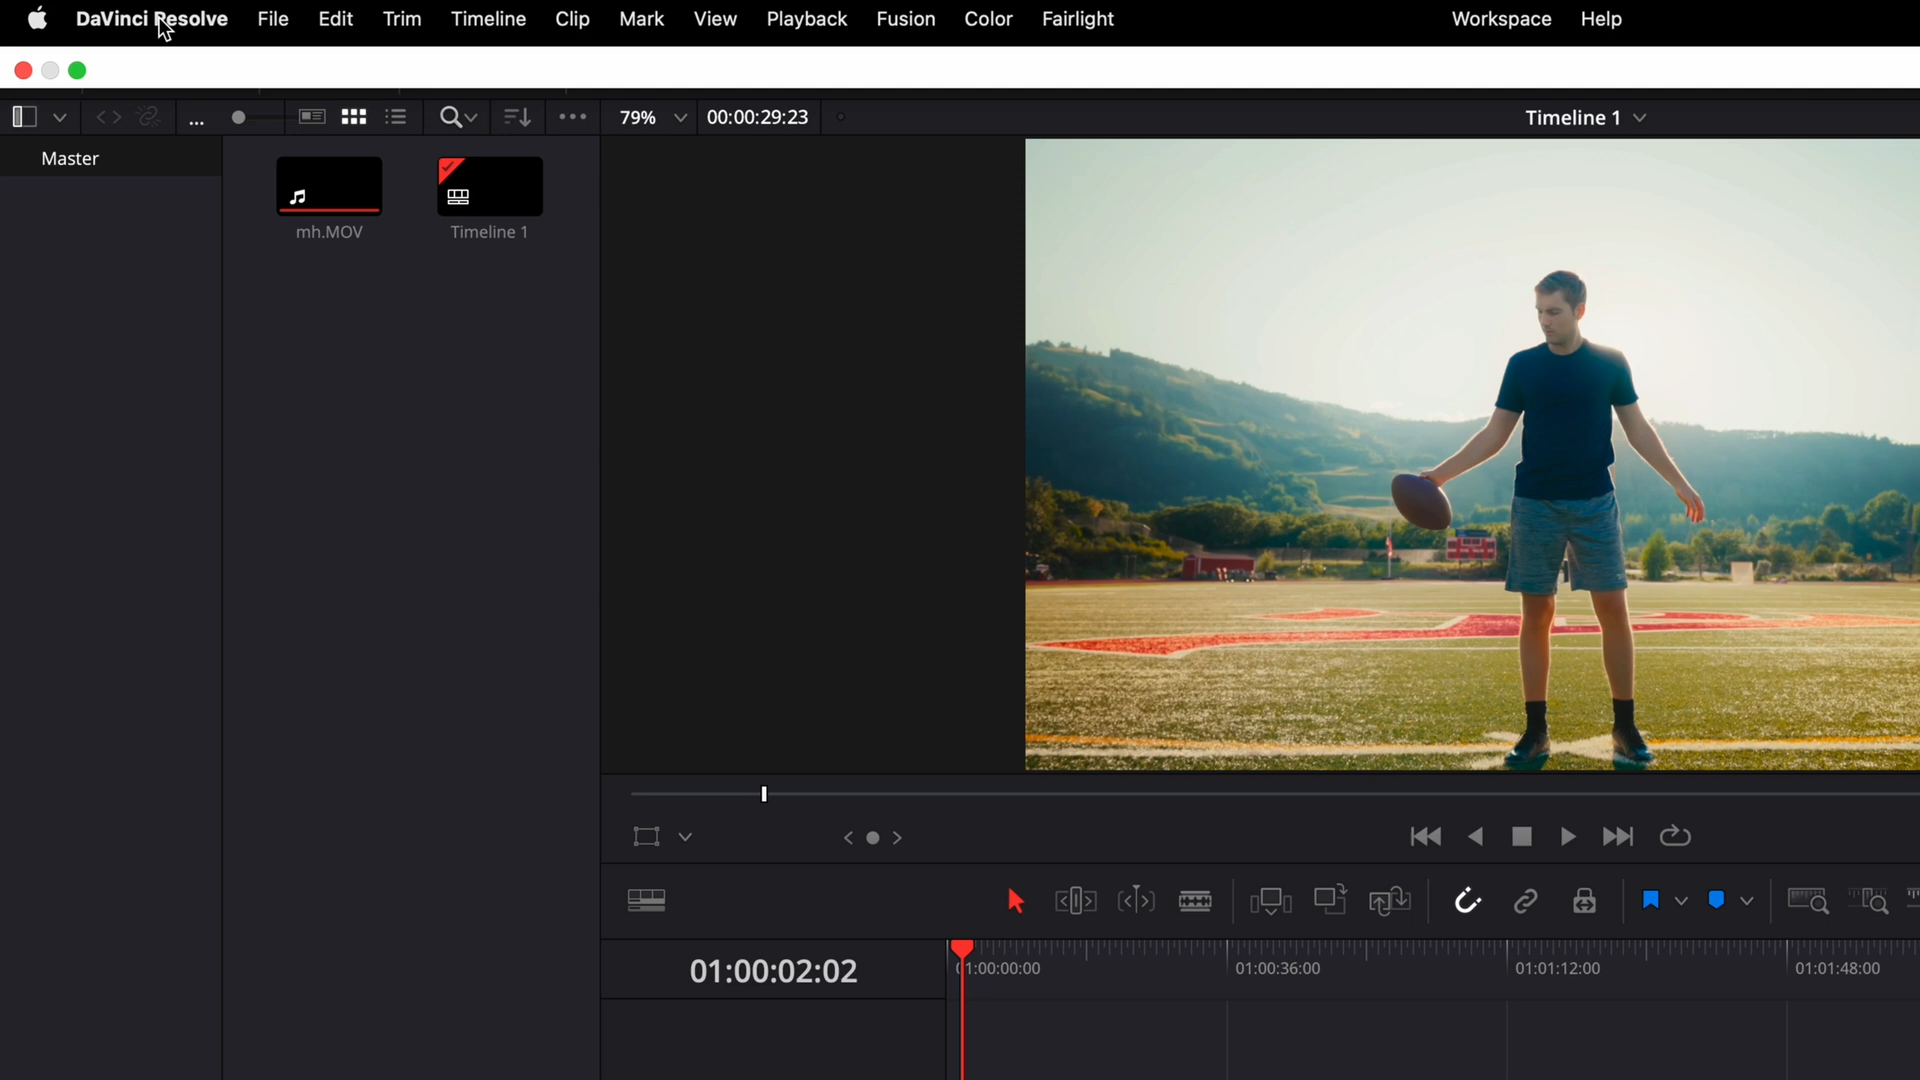 DaVinci Resolve File Edit Trim Timeline Clip Mark View Playback Fusion Color Fairlight Workspace Help
... 79% 00:00:29:23 Timeline 1
Master
mh.MOV Timeline 1
01:00:02:02
01:00:00:00 01:00:36:00 01:01:12:00 01:01:48:00